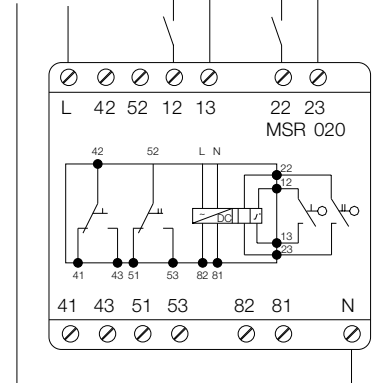 L 42 52 12 13 22 23
MSR 020
42 52 L N
22
12
~ DC
I II
13
23
41 43 51 53 82 81
41 43 51 53 82 81 N